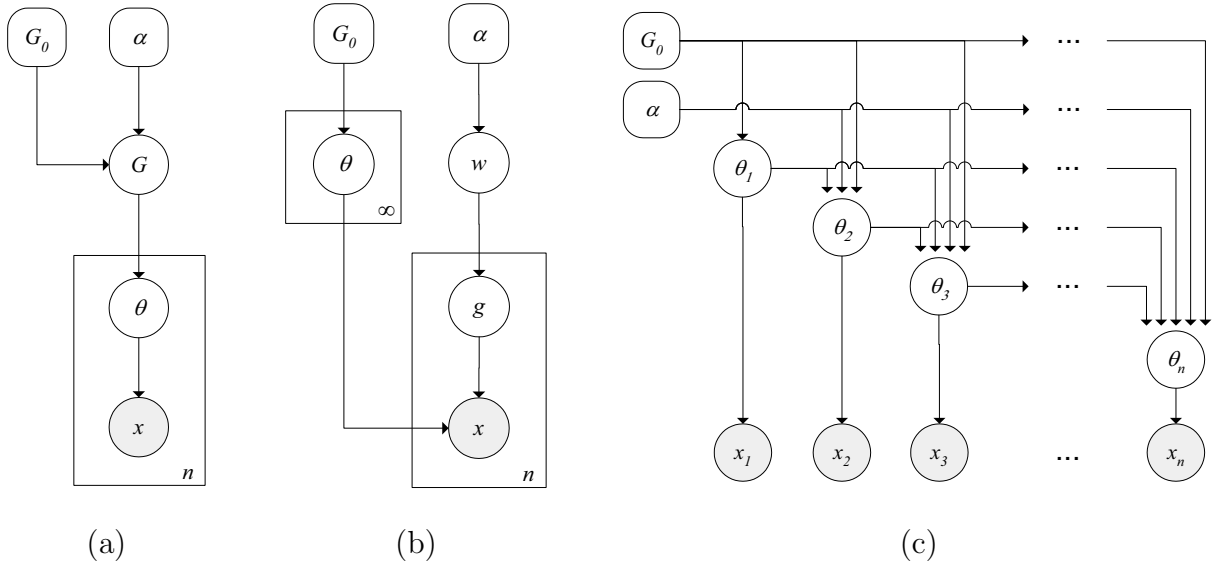 G₀ α
G
θ
x
n
(a)
G₀ α
θ w
∞
g
x
n
(b)
G₀ ...
α ...
θ₁ ...
θ₂ ...
θ₃ ...
θₙ
x₁ x₂ x₃ ... xₙ
(c)